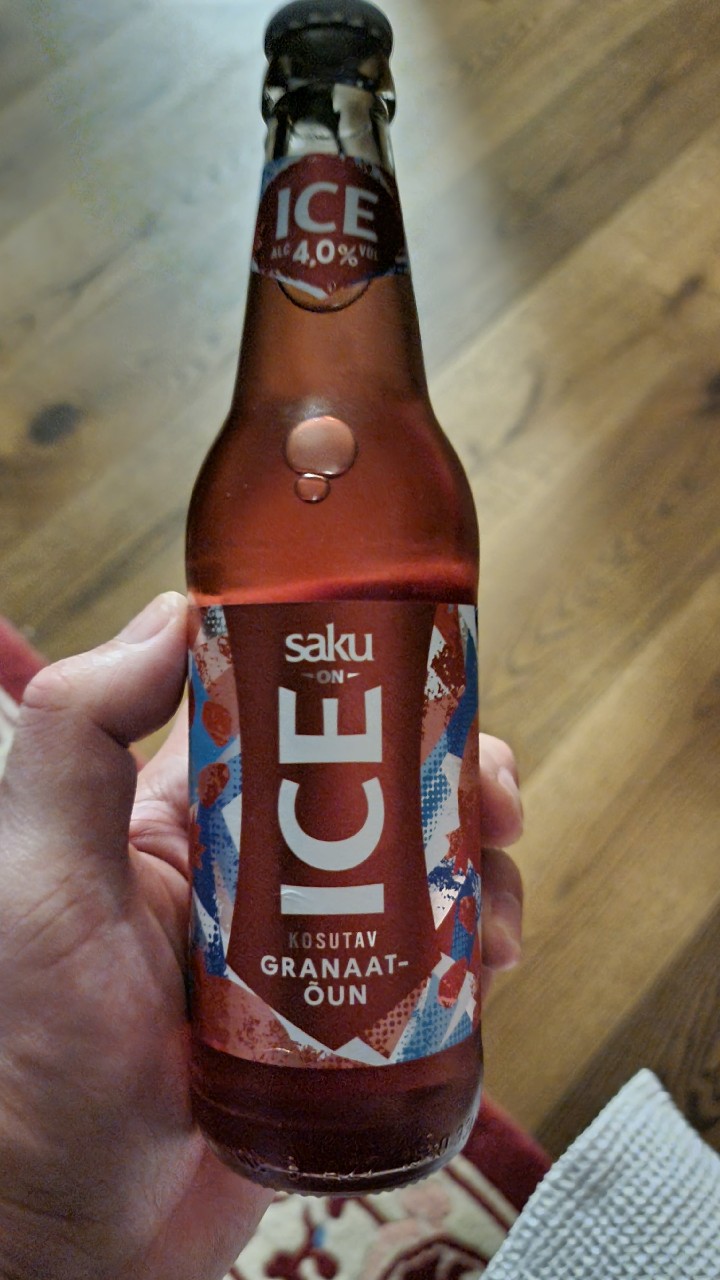 ICE
ALC 4,0% VOL
saku
ON
ICE
KOSUTAV
GRANAAT-
ÕUN